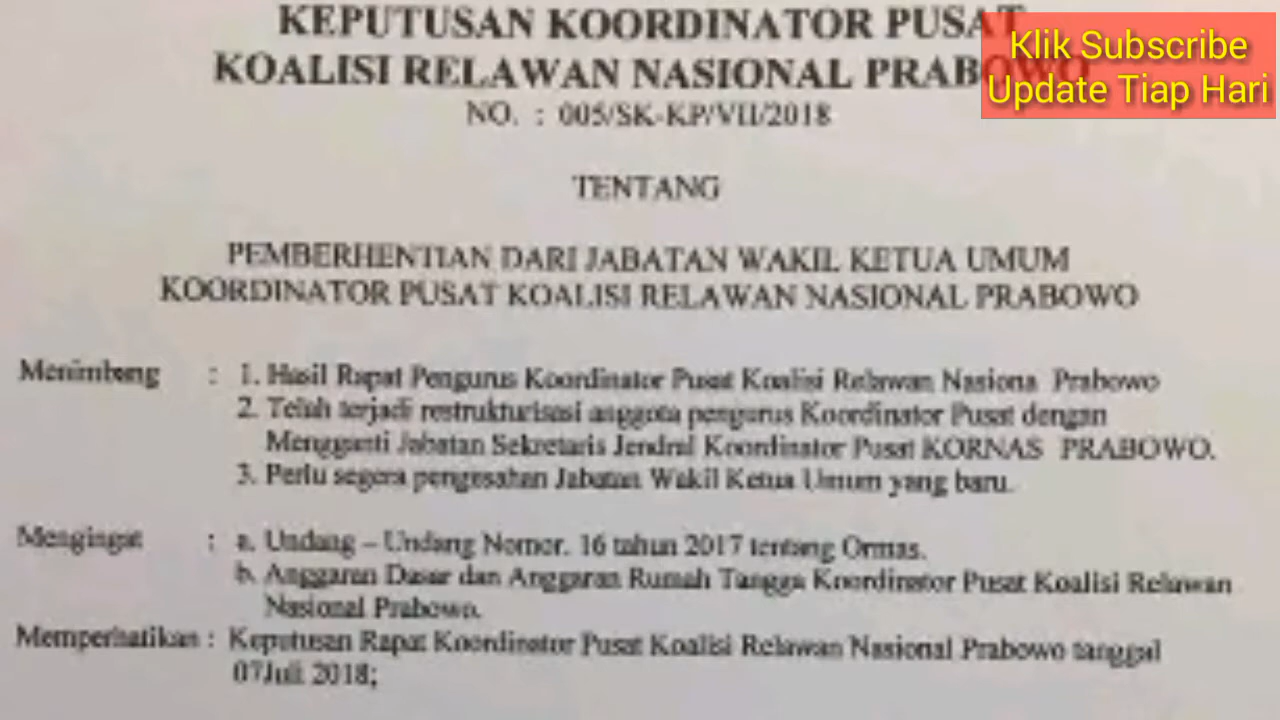 KEPUTUSAN KOORDINATOR PUSAT
KOALISI RELAWAN NASIONAL PRABOWO
NO. : 005/SK-KP/VII/2018
Klik Subscribe
Update Tiap Hari
TENTANG
PEMBERHENTIAN DARI JABATAN WAKIL KETUA UMUM
KOORDINATOR PUSAT KOALISI RELAWAN NASIONAL PRABOWO
Menimbang : 1. Hasil Rapat Pengurus Koordinator Pusat Koalisi Relawan Nasiona Prabowo
2. Telah terjadi restrukturisasi anggota pengurus Koordinator Pusat dengan
Mengganti Jabatan Sekretaris Jendral Koordinator Pusat KORNAS PRABOWO.
3. Perlu segera pengesahan Jabatan Wakil Ketua Umum yang baru.
Mengingat : a. Undang – Undang Nomor. 16 tahun 2017 tentang Ormas.
b. Anggaran Dasar dan Anggaran Rumah Tangga Koordinator Pusat Koalisi Relawan
Nasional Prabowo.
Memperhatikan : Keputusan Rapat Koordinator Pusat Koalisi Relawan Nasional Prabowo tanggal
07Juli 2018;